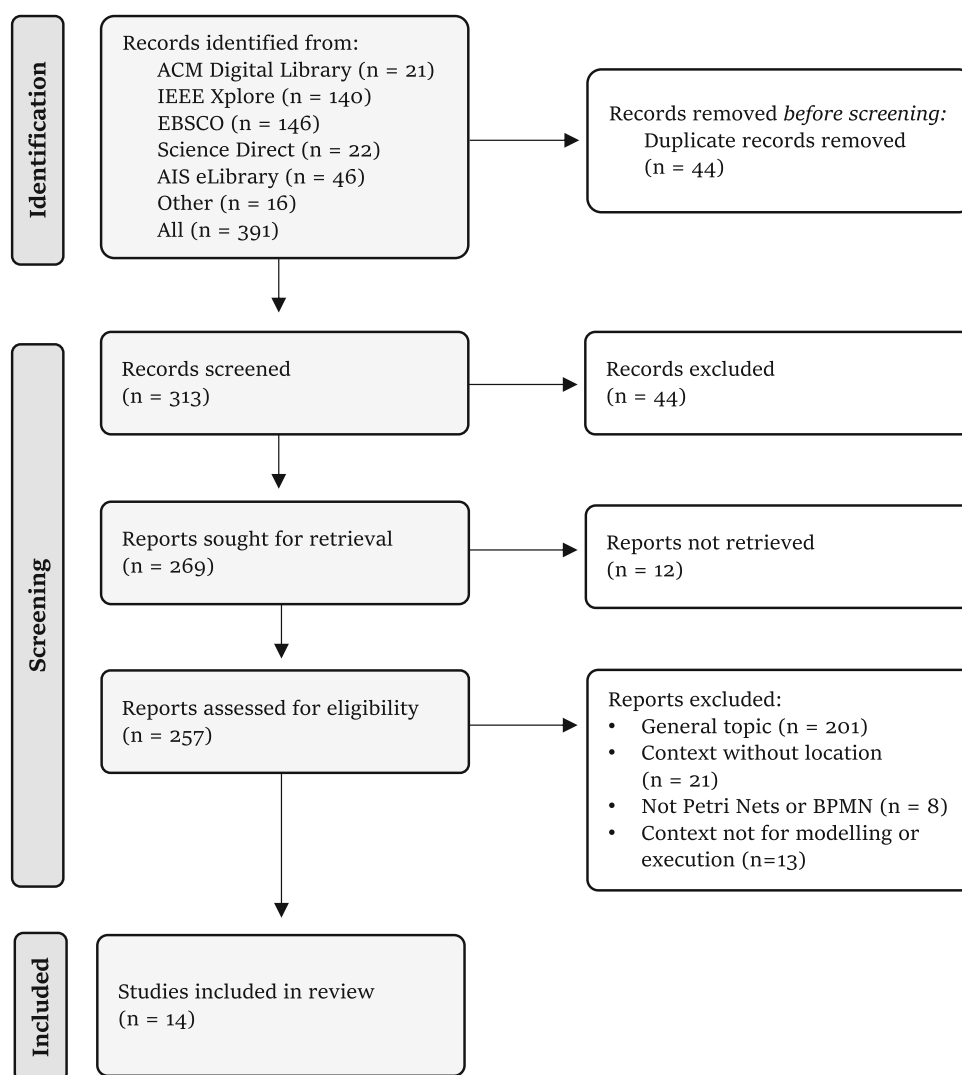 Identification
Records identified from:
ACM Digital Library (n = 21)
IEEE Xplore (n = 140)
EBSCO (n = 146)
Science Direct (n = 22)
AIS eLibrary (n = 46)
Other (n = 16)
All (n = 391)
Records removed before screening:
Duplicate records removed
(n = 44)
Screening
Records screened
(n = 313)
Records excluded
(n = 44)
Reports sought for retrieval
(n = 269)
Reports not retrieved
(n = 12)
Reports assessed for eligibility
(n = 257)
Reports excluded:
• General topic (n = 201)
• Context without location
(n = 21)
• Not Petri Nets or BPMN (n = 8)
• Context not for modelling or
execution (n=13)
Included
Studies included in review
(n = 14)